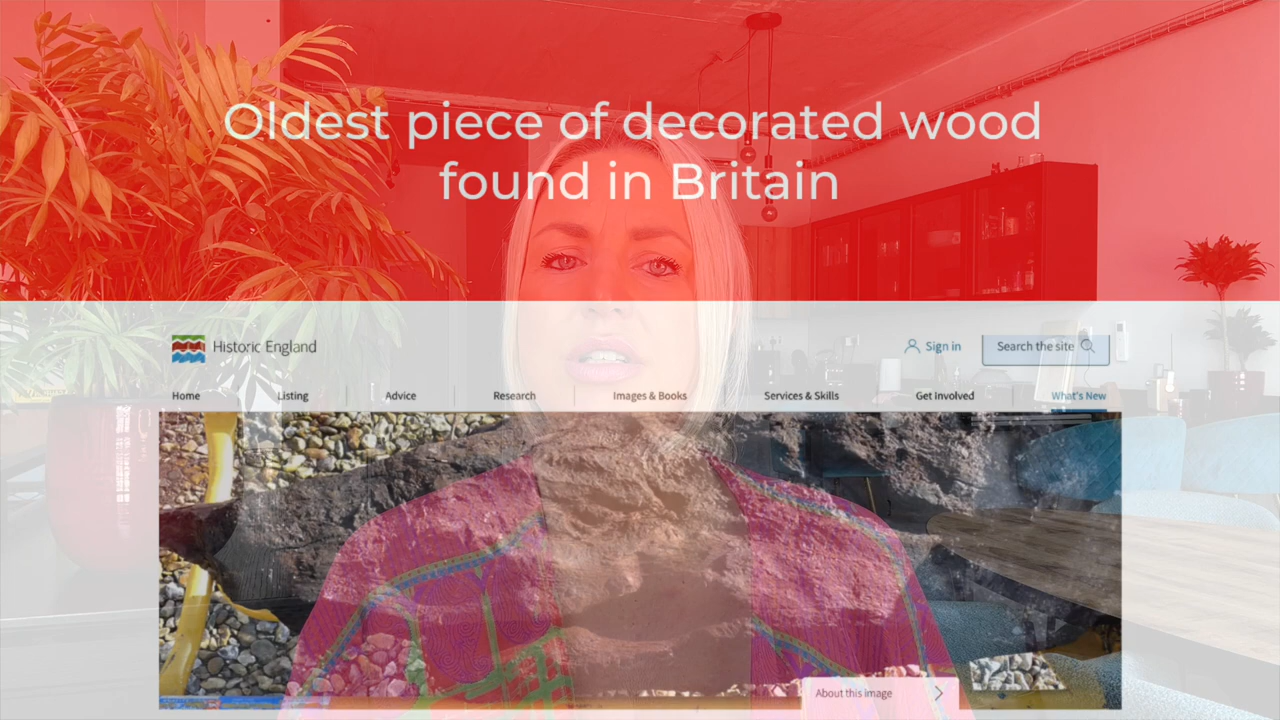 Oldest piece of decorated wood
found in Britain
Historic England
Sign in
Search the site
Home
Listing
Advice
Research
Images & Books
Services & Skills
Get Involved
What's New
About this image